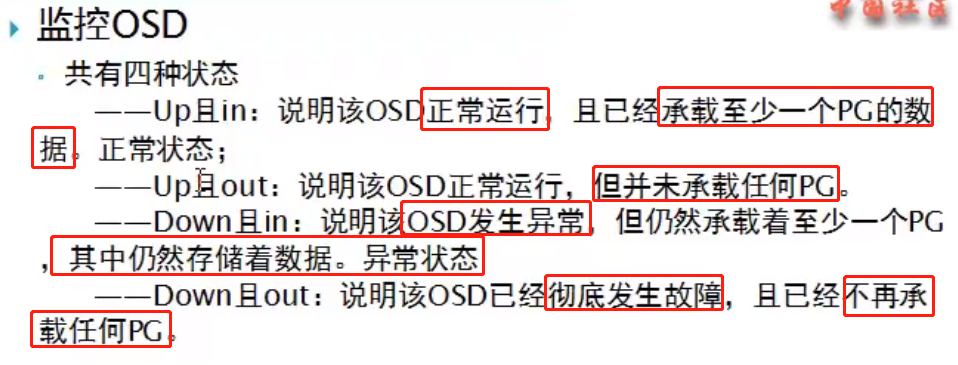 中国社区
监控OSD
共有四种状态
——Up且in：说明该OSD正常运行，且已经承载至少一个PG的数
据。正常状态；
——Up且out：说明该OSD正常运行，但并未承载任何PG。
——Down且in：说明该OSD发生异常，但仍然承载着至少一个PG
，其中仍然存储着数据。异常状态
——Down且out：说明该OSD已经彻底发生故障，且已经不再承
载任何PG。